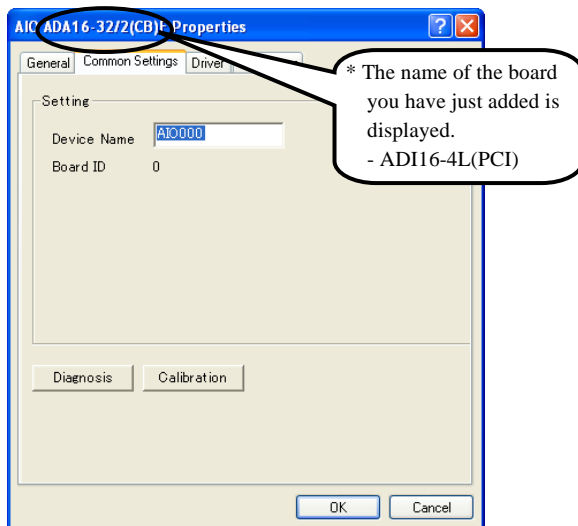 AIO ADA16-32/2(CB)F Properties
General Common Settings Driver
* The name of the board
you have just added is
displayed.
- ADI16-4L(PCI)
Setting
Device Name AIO000
Board ID 0
Diagnosis Calibration
OK Cancel